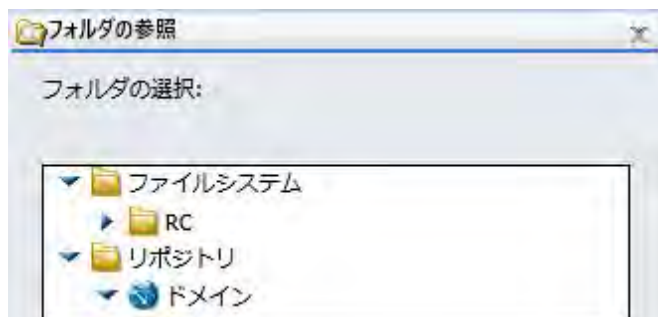 フォルダの参照
フォルダの選択:
ファイルシステム
RC
リポジトリ
ドメイン